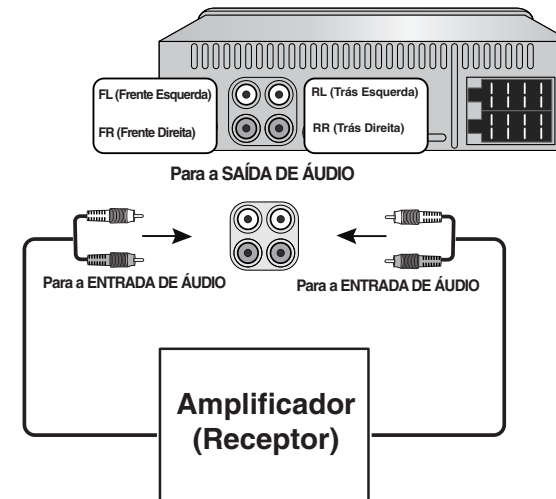 FL (Frente Esquerda)
RL (Trás Esquerda)
FR (Frente Direita)
RR (Trás Direita)
Para a SAÍDA DE ÁUDIO
Para a ENTRADA DE ÁUDIO
Para a ENTRADA DE ÁUDIO
Amplificador
(Receptor)